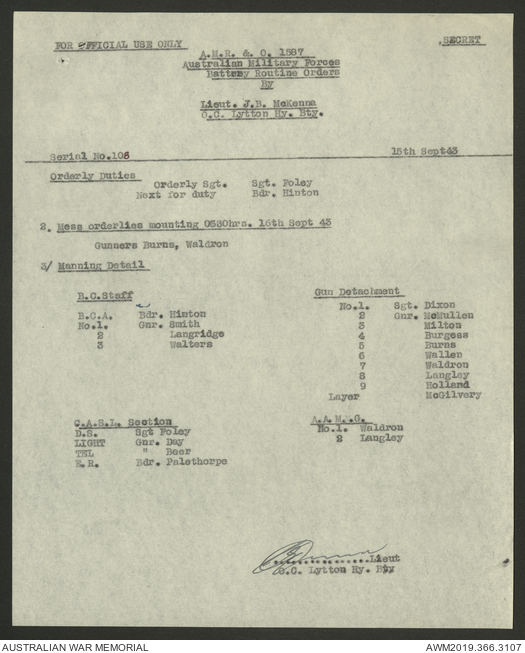 FOR OFFICIAL USE ONLY
SECRET
A.M.R. & O. 1587
Australian Military Forces
Battrey Routine Orders
By
Lieut. J.B. McKenna
O.C. Lytton Hy. Bty.
Serial No.108 15th Sept43
Orderly Duties
Orderly Sgt. Sgt. Foley
Next for duty Bdr. Hinton
2. Mess orderlies mounting 0530hrs. 16th Sept 43
Gunners Burns, Waldron
3/ Manning Detail
B.C.Staff
B.C.A. Bdr. Hinton
No.1. Gnr. Smith
2 Langridge
3 Walters
Gun Detachment
No.1. Sgt. Dixon
2 Gnr. McMullen
3 Milton
4 Burgess
5 Burns
6 Wallen
7 Waldron
8 Langley
9 Holland
Layer McGilvery
C.A.S.L. Section
D.S. Sgt Foley
LIGHT Gnr. Day
TEL " Beer
E.R. Bdr. Palethorpe
A.A.M.G.
No.1. Waldron
2 Langley
Lieut
O.C. Lytton Hy. Bty
AUSTRALIAN WAR MEMORIAL
AWM2019.366.3107